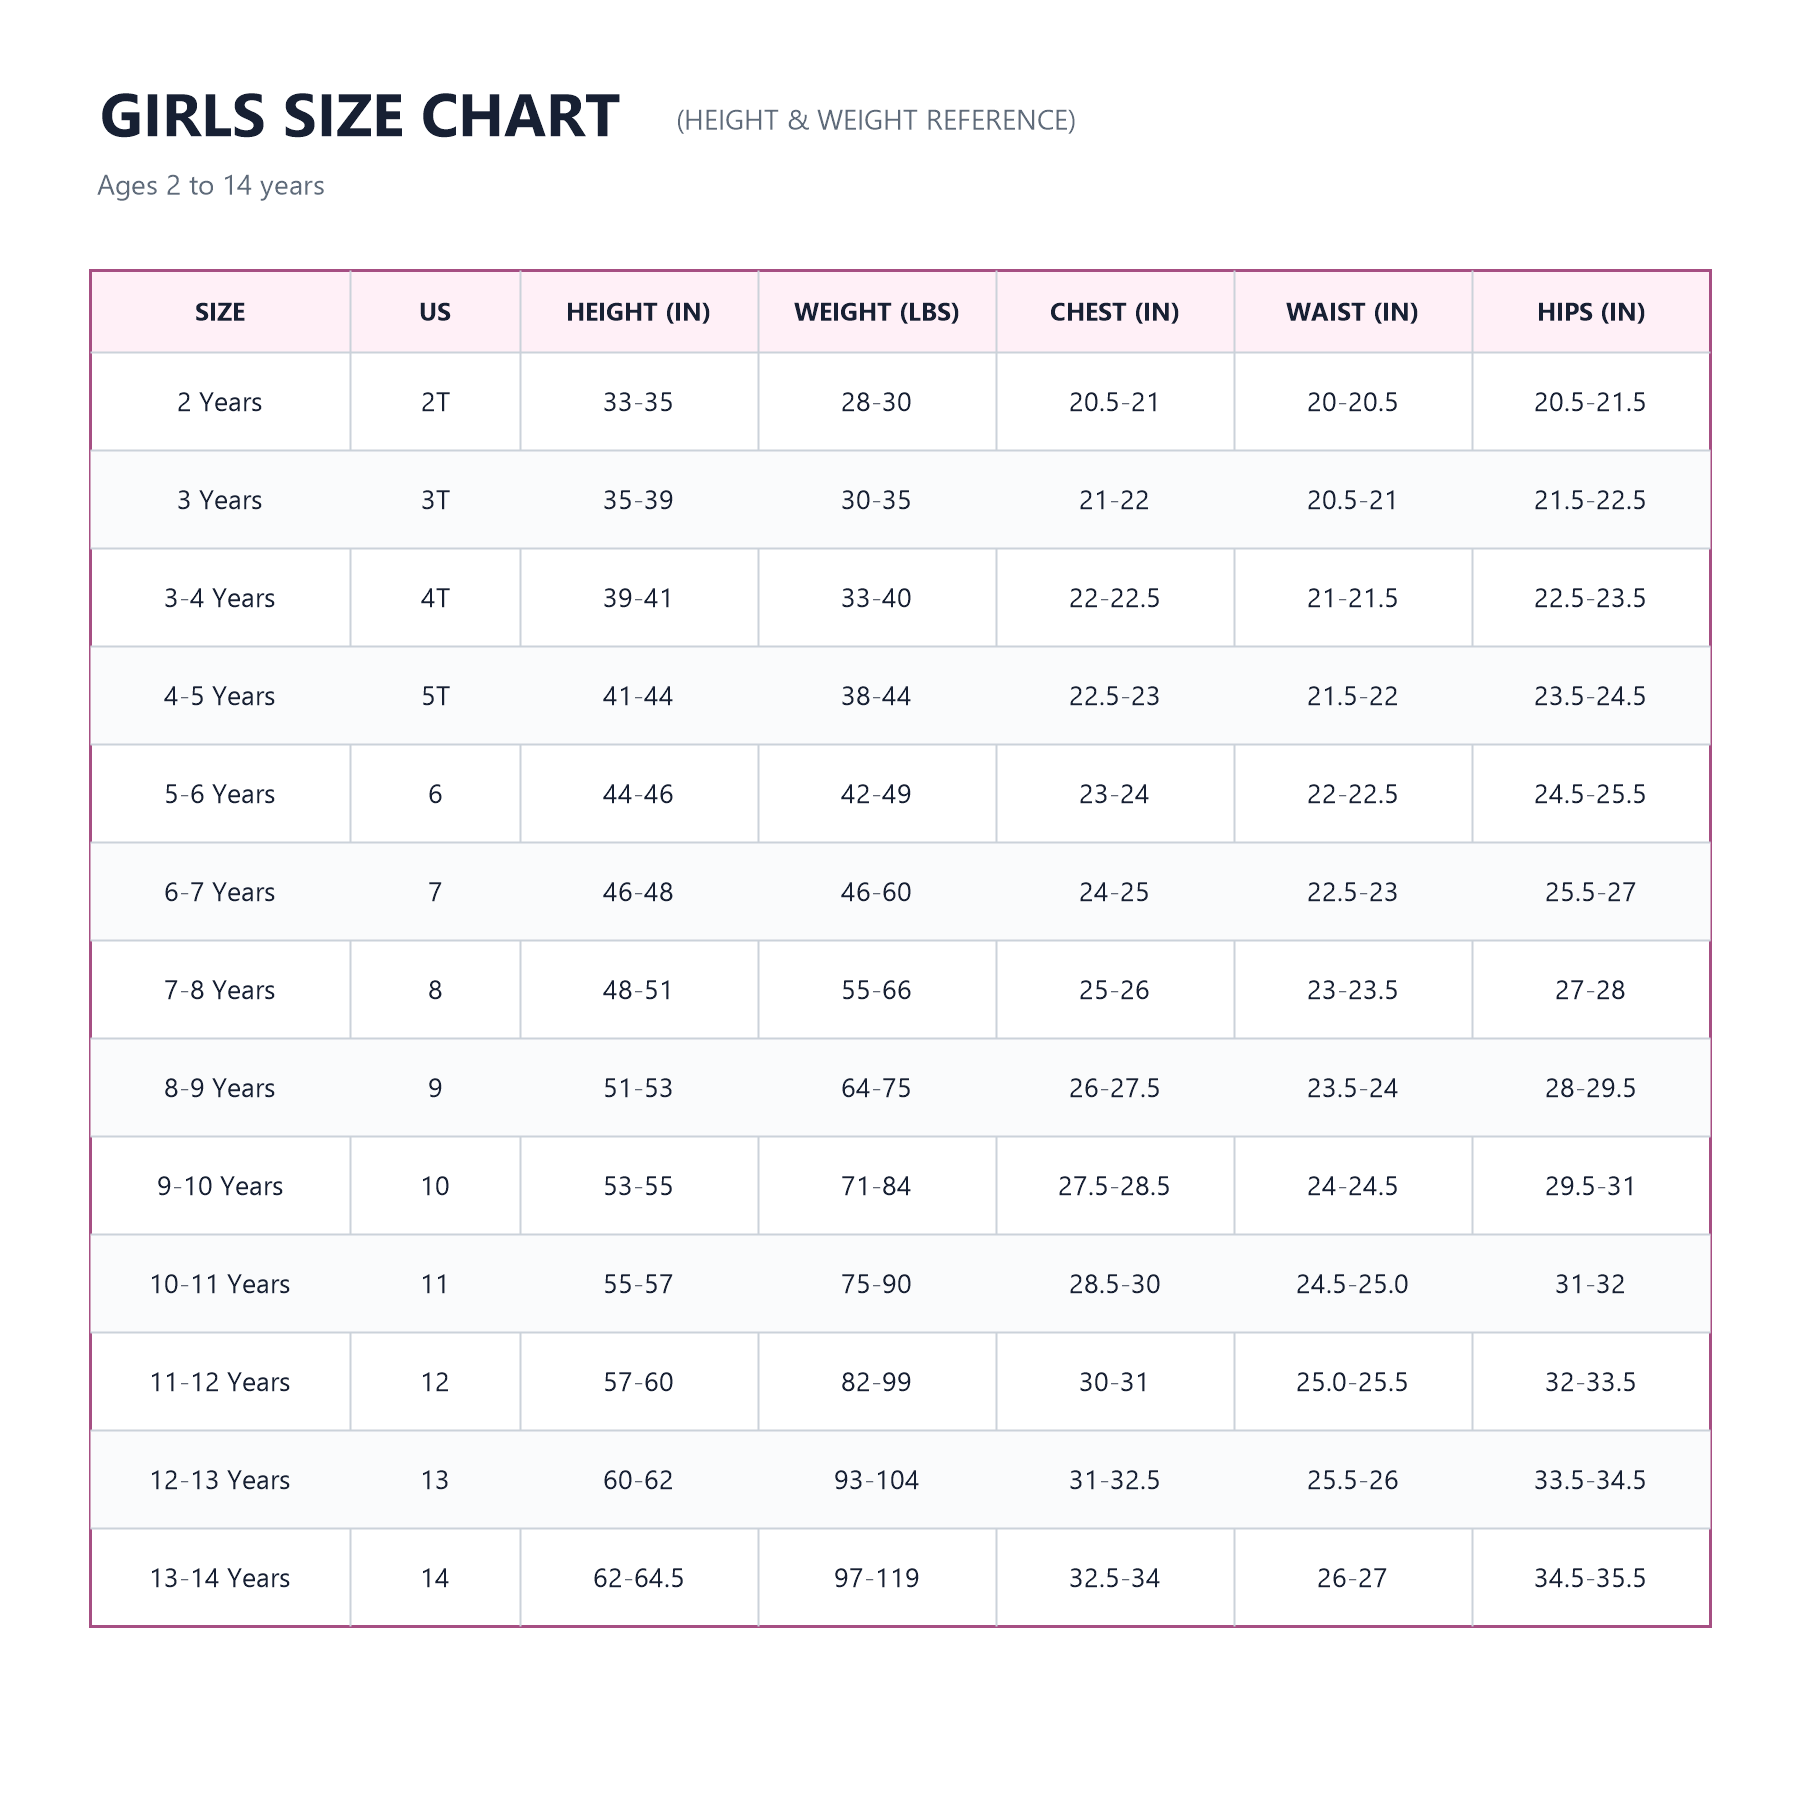 GIRLS SIZE CHART (HEIGHT & WEIGHT REFERENCE)
Ages 2 to 14 years
SIZE US HEIGHT (IN) WEIGHT (LBS) CHEST (IN) WAIST (IN) HIPS (IN)
2 Years 2T 33-35 28-30 20.5-21 20-20.5 20.5-21.5
3 Years 3T 35-39 30-35 21-22 20.5-21 21.5-22.5
3-4 Years 4T 39-41 33-40 22-22.5 21-21.5 22.5-23.5
4-5 Years 5T 41-44 38-44 22.5-23 21.5-22 23.5-24.5
5-6 Years 6 44-46 42-49 23-24 22-22.5 24.5-25.5
6-7 Years 7 46-48 46-60 24-25 22.5-23 25.5-27
7-8 Years 8 48-51 55-66 25-26 23-23.5 27-28
8-9 Years 9 51-53 64-75 26-27.5 23.5-24 28-29.5
9-10 Years 10 53-55 71-84 27.5-28.5 24-24.5 29.5-31
10-11 Years 11 55-57 75-90 28.5-30 24.5-25.0 31-32
11-12 Years 12 57-60 82-99 30-31 25.0-25.5 32-33.5
12-13 Years 13 60-62 93-104 31-32.5 25.5-26 33.5-34.5
13-14 Years 14 62-64.5 97-119 32.5-34 26-27 34.5-35.5